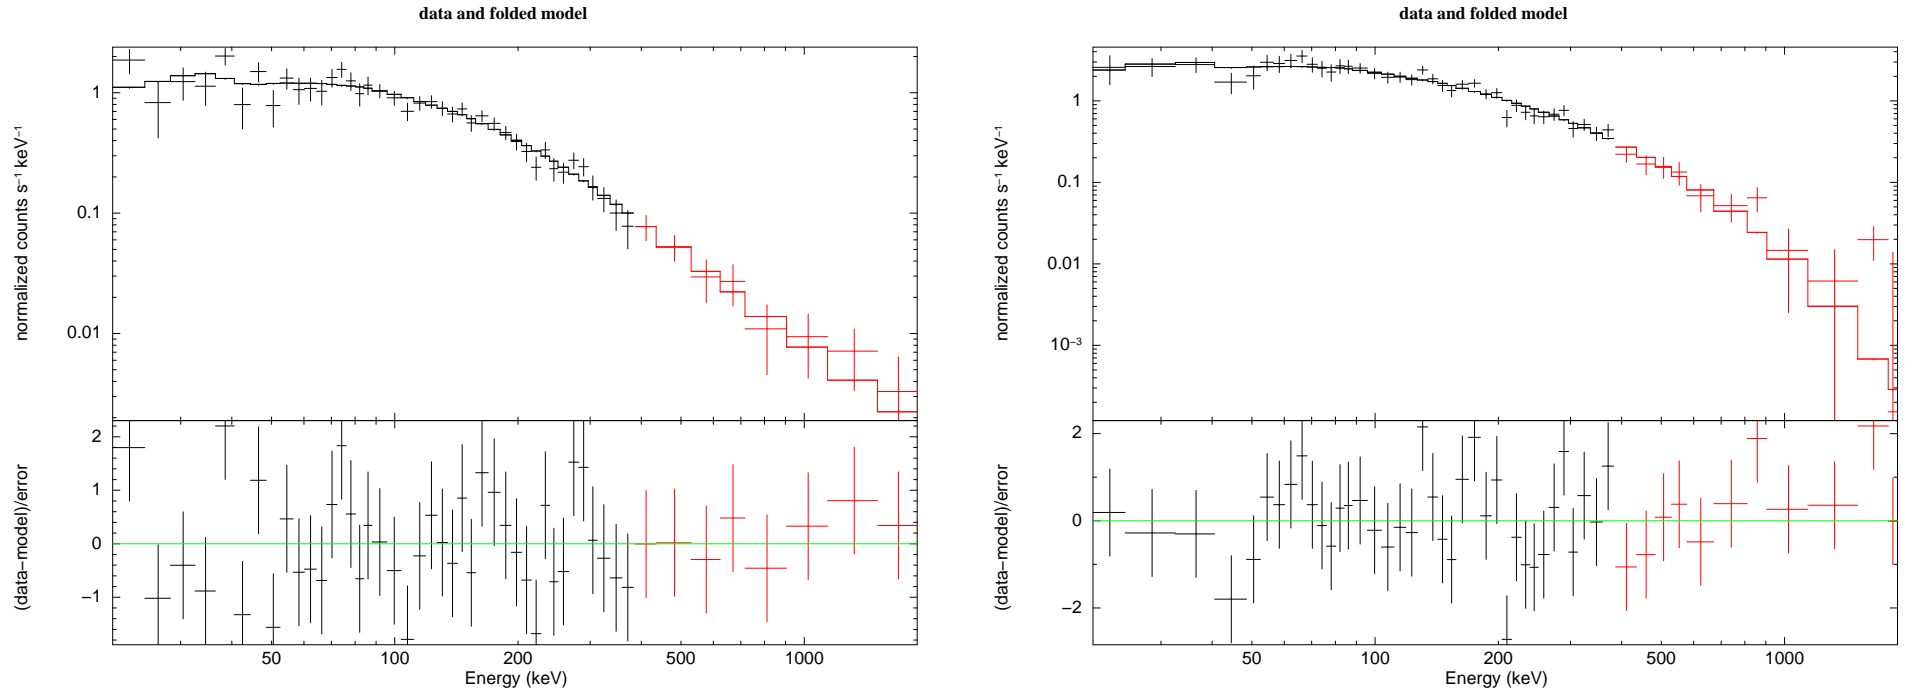 data and folded model
normalized counts s⁻¹ keV⁻¹
1
0.1
0.01
(data−model)/error
2
1
0
−1
50 100 200 500 1000
Energy (keV)
data and folded model
normalized counts s⁻¹ keV⁻¹
1
0.1
0.01
10⁻³
(data−model)/error
2
0
−2
50 100 200 500 1000
Energy (keV)